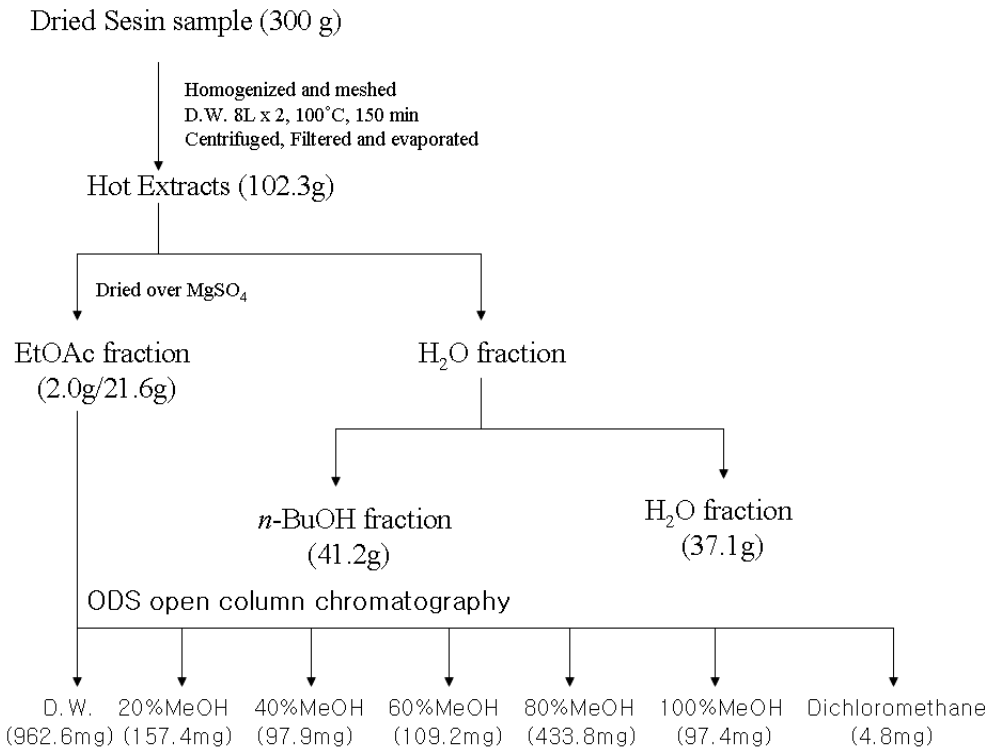 Dried Sesin sample (300 g)
Homogenized and meshed
D.W. 8L x 2, 100˚C, 150 min
Centrifuged, Filtered and evaporated
Hot Extracts (102.3g)
Dried over MgSO₄
EtOAc fraction
(2.0g/21.6g)
H₂O fraction
n-BuOH fraction
(41.2g)
H₂O fraction
(37.1g)
ODS open column chromatography
D.W. 20%MeOH 40%MeOH 60%MeOH 80%MeOH 100%MeOH Dichloromethane
(962.6mg) (157.4mg) (97.9mg) (109.2mg) (433.8mg) (97.4mg) (4.8mg)